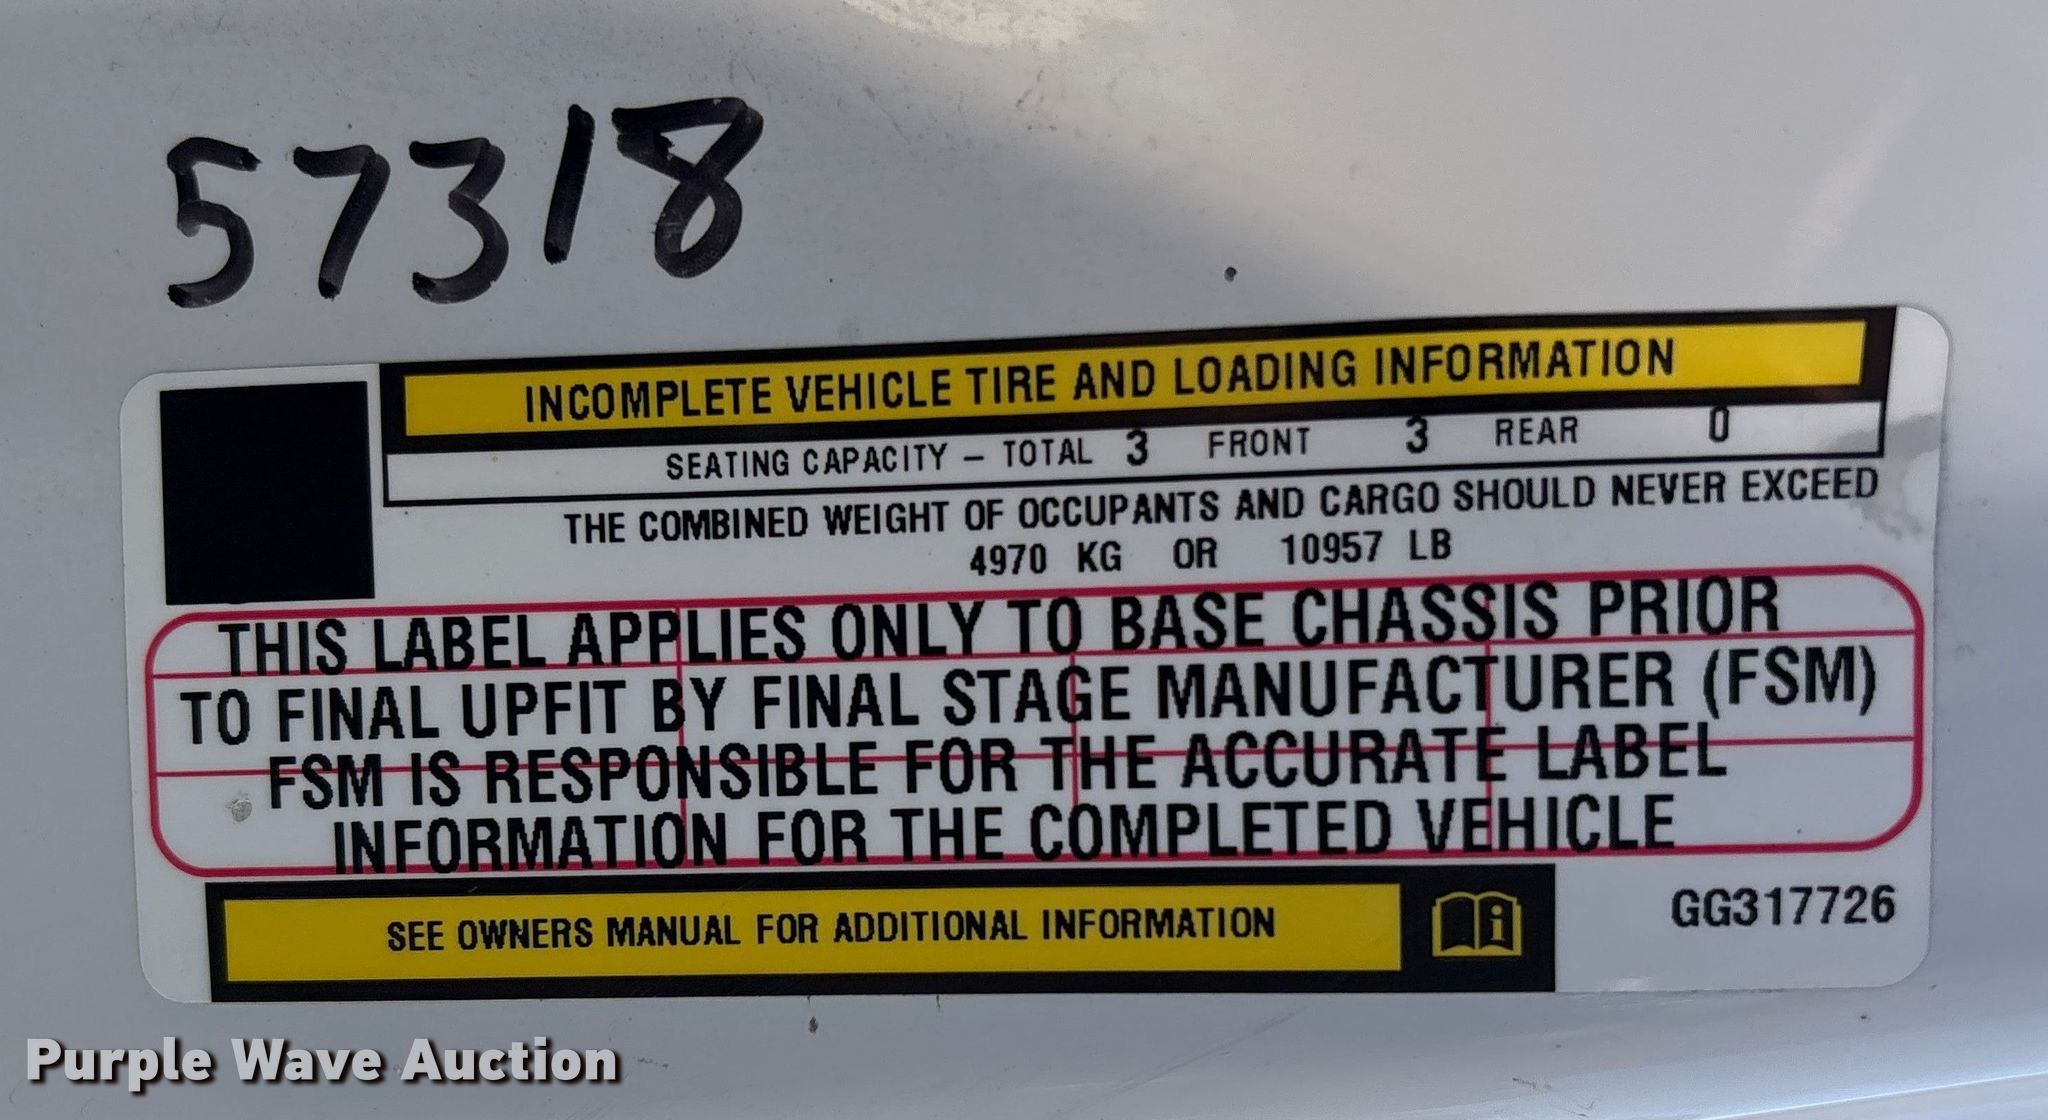 57318
INCOMPLETE VEHICLE TIRE AND LOADING INFORMATION
SEATING CAPACITY – TOTAL 3 FRONT 3 REAR 0
THE COMBINED WEIGHT OF OCCUPANTS AND CARGO SHOULD NEVER EXCEED
4970 KG OR 10957 LB
THIS LABEL APPLIES ONLY TO BASE CHASSIS PRIOR
TO FINAL UPFIT BY FINAL STAGE MANUFACTURER (FSM)
FSM IS RESPONSIBLE FOR THE ACCURATE LABEL
INFORMATION FOR THE COMPLETED VEHICLE
SEE OWNERS MANUAL FOR ADDITIONAL INFORMATION
GG317726
Purple Wave Auction